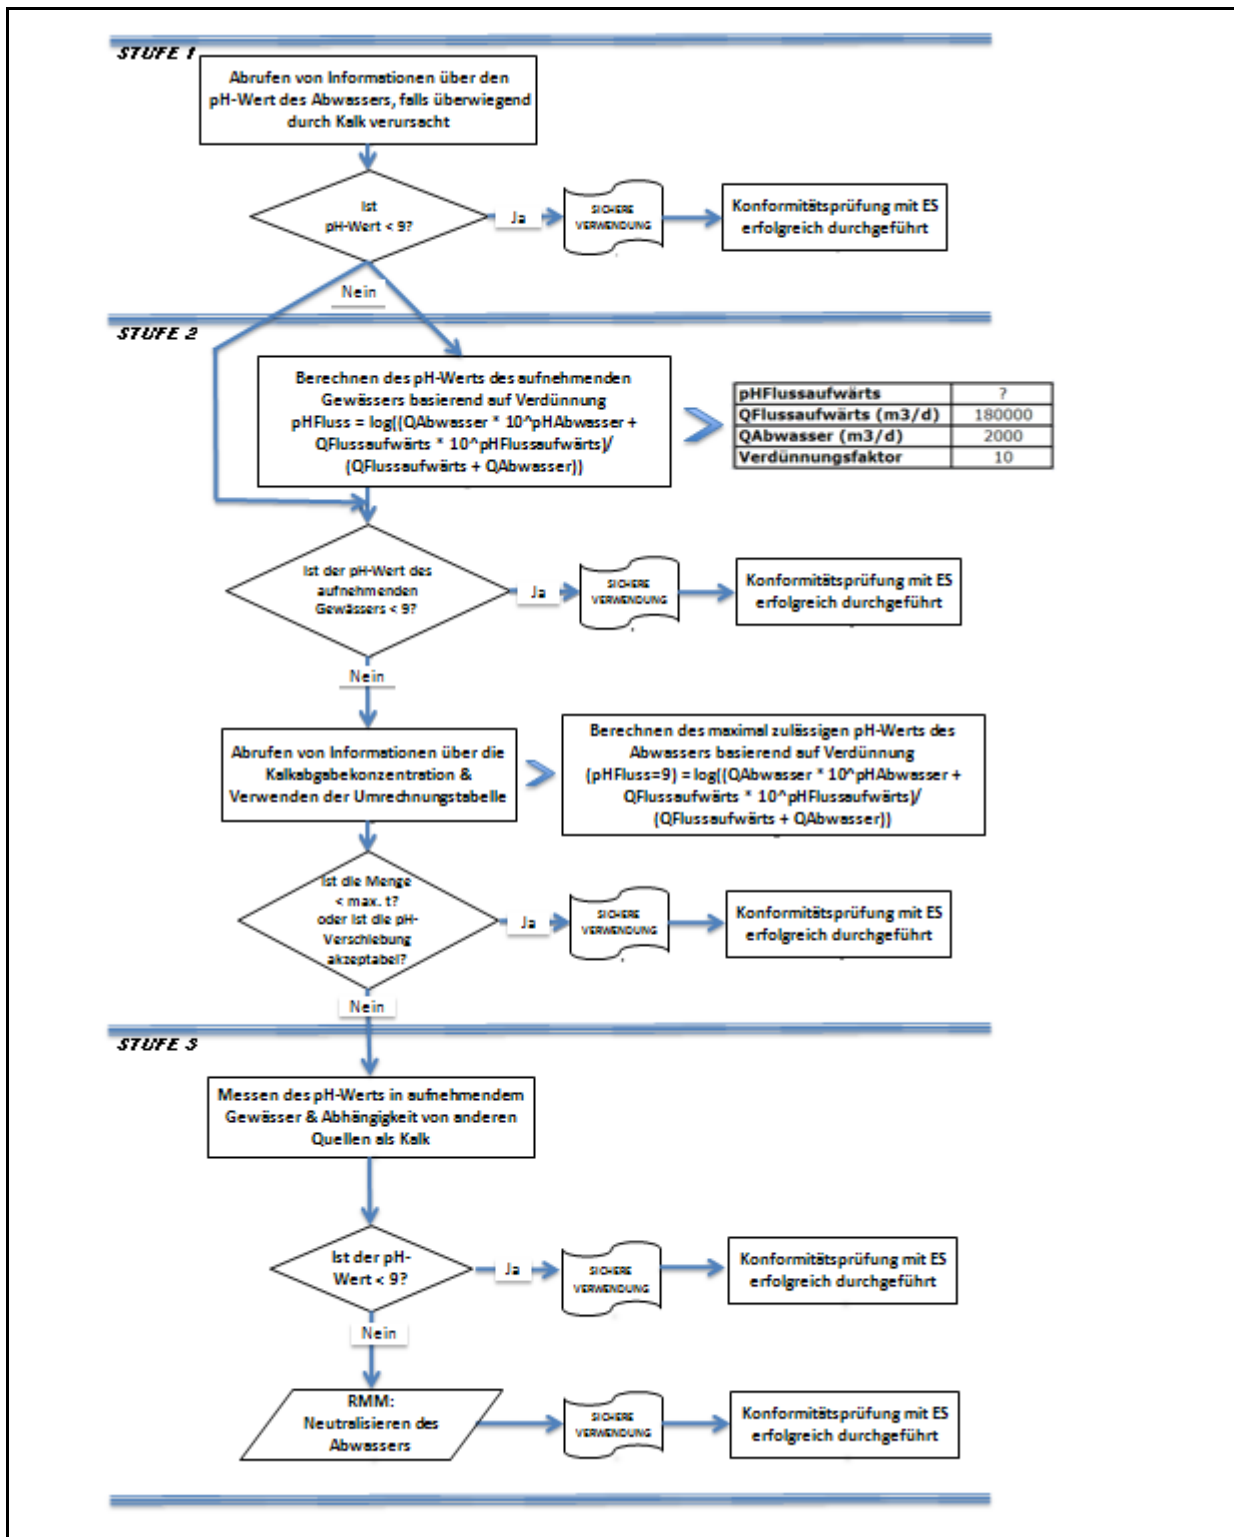 STUFE 1
Abrufen von Informationen über den
pH-Wert des Abwassers, falls überwiegend
durch Kalk verursacht
Ist
pH-Wert < 9?
Ja
SICHERE
VERWENDUNG
Konformitätsprüfung mit ES
erfolgreich durchgeführt
Nein
STUFE 2
Berechnen des pH-Werts des aufnehmenden
Gewässers basierend auf Verdünnung
pHFluss = log((QAbwasser * 10^pHAbwasser +
QFlussaufwärts * 10^pHFlussaufwärts)/
(QFlussaufwärts + QAbwasser))
pHFlussaufwärts ?
QFlussaufwärts (m3/d) 180000
QAbwasser (m3/d) 2000
Verdünnungsfaktor 10
Ist der pH-Wert des
aufnehmenden
Gewässers < 9?
Ja
SICHERE
VERWENDUNG
Konformitätsprüfung mit ES
erfolgreich durchgeführt
Nein
Abrufen von Informationen über die
Kalkabgabekonzentration &
Verwenden der Umrechnungstabelle
Berechnen des maximal zulässigen pH-Werts des
Abwassers basierend auf Verdünnung
(pHFluss=9) = log((QAbwasser * 10^pHAbwasser +
QFlussaufwärts * 10^pHFlussaufwärts)/
(QFlussaufwärts + QAbwasser))
Ist die Menge
< max. t?
oder ist die pH-
Verschiebung
akzeptabel?
Ja
SICHERE
VERWENDUNG
Konformitätsprüfung mit ES
erfolgreich durchgeführt
Nein
STUFE 3
Messen des pH-Werts in aufnehmendem
Gewässer & Abhängigkeit von anderen
Quellen als Kalk
Ist der pH-
Wert < 9?
Ja
SICHERE
VERWENDUNG
Konformitätsprüfung mit ES
erfolgreich durchgeführt
Nein
RMM:
Neutralisieren des
Abwassers
SICHERE
VERWENDUNG
Konformitätsprüfung mit ES
erfolgreich durchgeführt